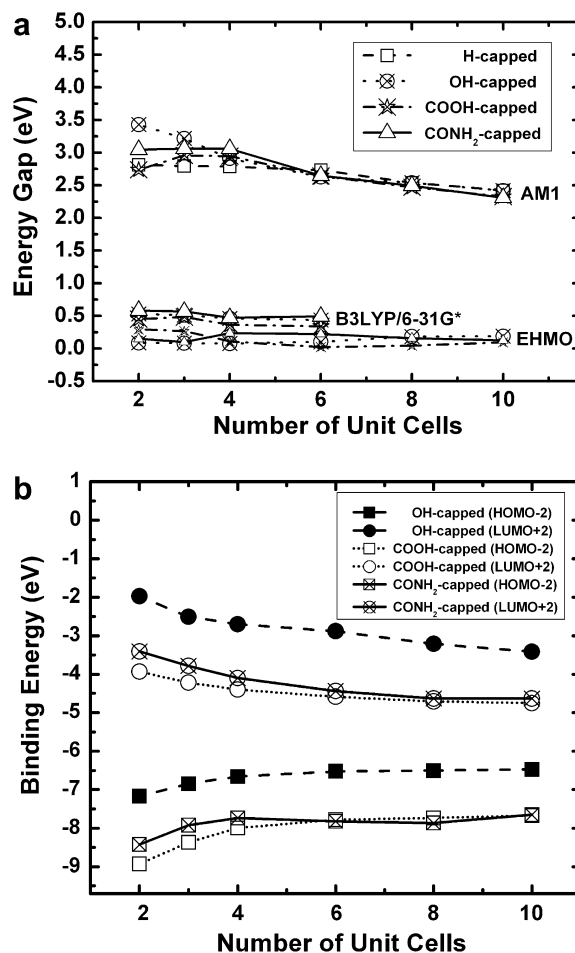 a
5.0
4.5
4.0
3.5
3.0
2.5
2.0
1.5
1.0
0.5
0.0
-0.5
Energy Gap (eV)
H-capped
OH-capped
COOH-capped
CONH2-capped
AM1
B3LYP/6-31G*
EHMO
2 4 6 8 10
Number of Unit Cells
b
1
0
-1
-2
-3
-4
-5
-6
-7
-8
-9
Binding Energy (eV)
OH-capped (HOMO-2)
OH-capped (LUMO+2)
COOH-capped (HOMO-2)
COOH-capped (LUMO+2)
CONH2-capped (HOMO-2)
CONH2-capped (LUMO+2)
2 4 6 8 10
Number of Unit Cells